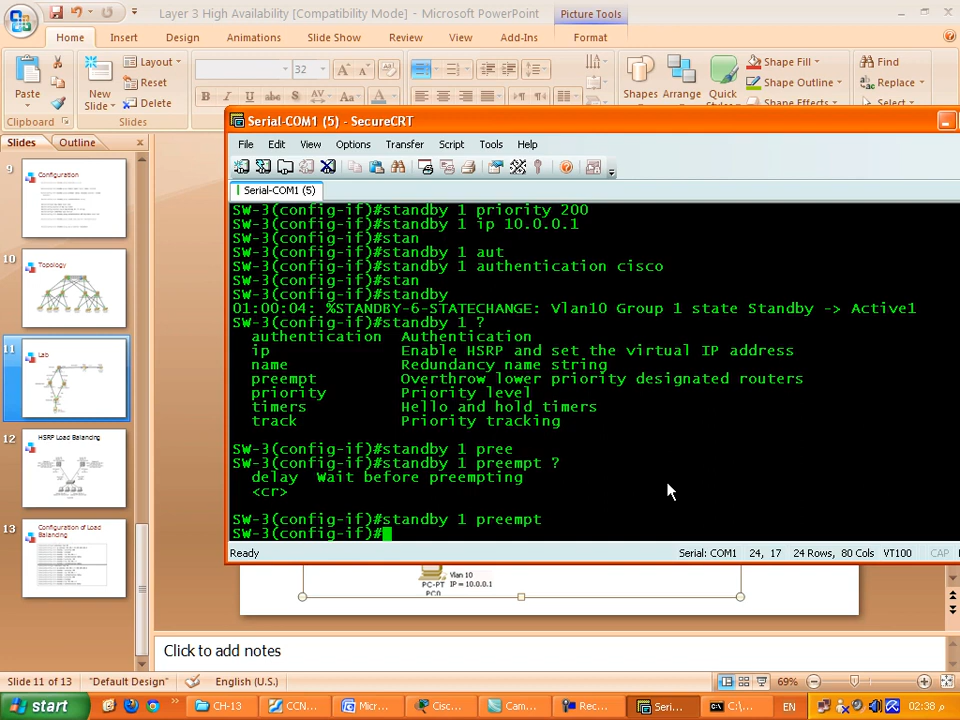 Layer 3 High Availability [Compatibility Mode] - Microsoft PowerPoint
Picture Tools
Home Insert Design Animations Slide Show Review View Add-Ins Format
Paste
Clipboard
New
Slide
Layout
Reset
Delete
Slides
32
B I U abc S AV Aa A
Shapes
Arrange
Quick
Styles
Shape Fill
Shape Outline
Shape Effects
Find
Replace
Select
Slides Outline
9
Configuration
10
Topology
11
Lab
12
HSRP Load Balancing
13
Configuration of Load
Balancing
Serial-COM1 (5) - SecureCRT
File Edit View Options Transfer Script Tools Help
Serial-COM1 (5)
SW-3(config-if)#standby 1 priority 200
SW-3(config-if)#standby 1 ip 10.0.0.1
SW-3(config-if)#stan
SW-3(config-if)#standby 1 aut
SW-3(config-if)#standby 1 authentication cisco
SW-3(config-if)#stan
SW-3(config-if)#standby
01:00:04: %STANDBY-6-STATECHANGE: Vlan10 Group 1 state Standby -> Active1
SW-3(config-if)#standby 1 ?
authentication Authentication
ip Enable HSRP and set the virtual IP address
name Redundancy name string
preempt Overthrow lower priority designated routers
priority Priority level
timers Hello and hold timers
track Priority tracking
SW-3(config-if)#standby 1 pree
SW-3(config-if)#standby 1 preempt ?
delay Wait before preempting
<cr>
SW-3(config-if)#standby 1 preempt
SW-3(config-if)#
Ready
Serial: COM1 24, 17 24 Rows, 80 Cols VT100 CAP
Vlan 10
PC-PT IP = 10.0.0.1
PC0
Click to add notes
Slide 11 of 13 "Default Design" English (U.S.) 69%
start
CH-13
CCN...
Micr...
Cisc...
Cam...
Rec...
Seri...
C:\...
EN
02:38 م